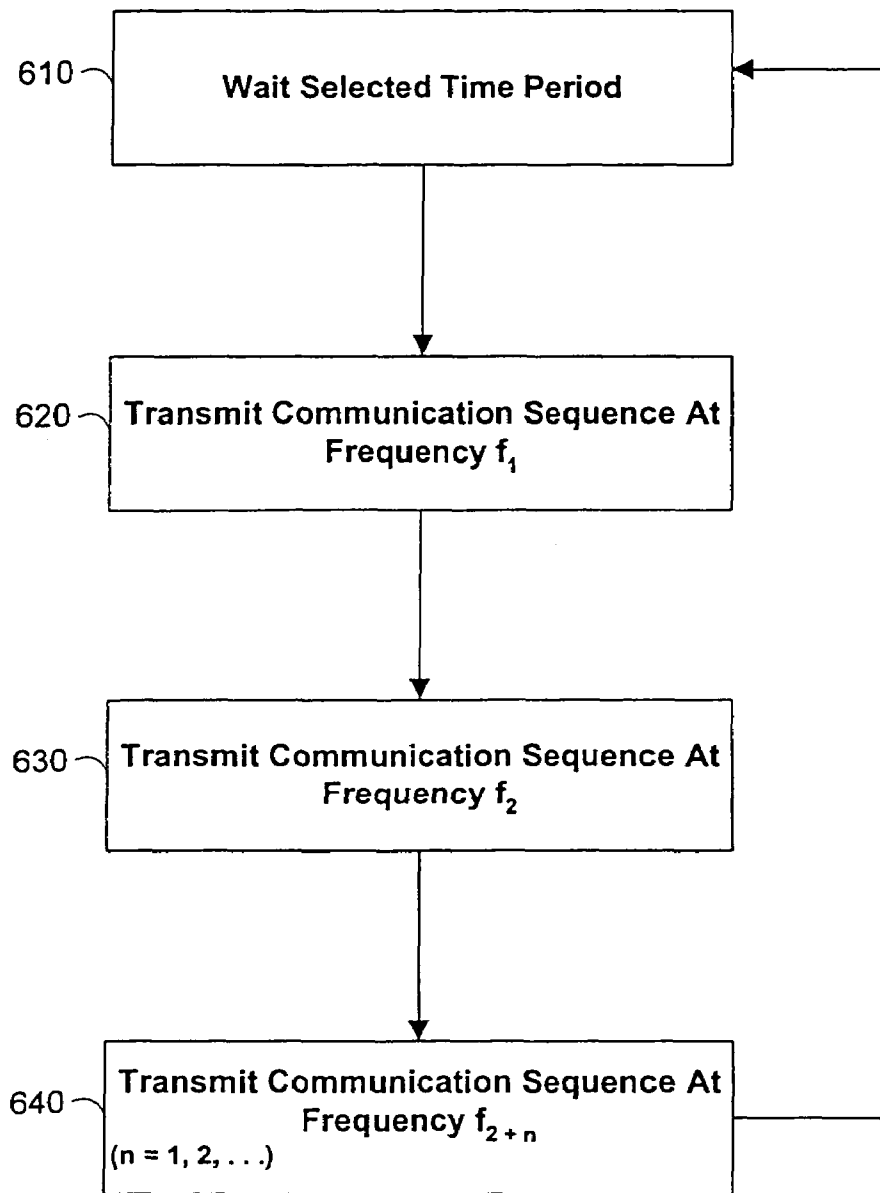 610
Wait Selected Time Period
620
Transmit Communication Sequence At
Frequency f₁
630
Transmit Communication Sequence At
Frequency f₂
640
Transmit Communication Sequence At
Frequency f₂₊ₙ
(n = 1, 2, . . .)